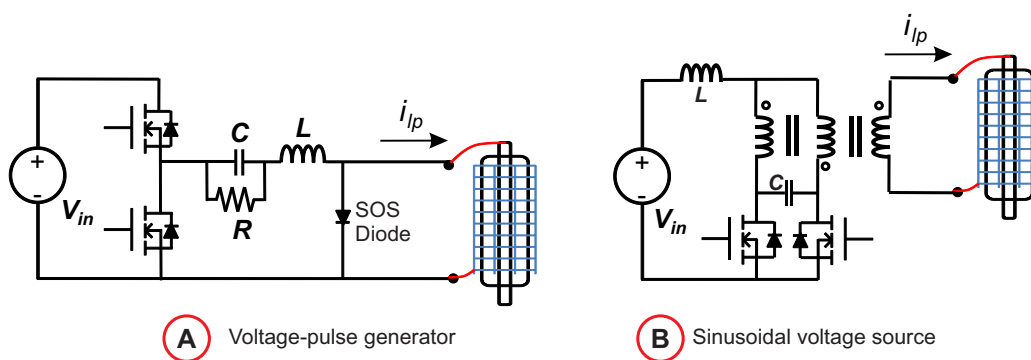 i_lp
C
L
+
-
V_in
R
SOS
Diode
A Voltage-pulse generator
i_lp
L
+
-
V_in
C
B Sinusoidal voltage source